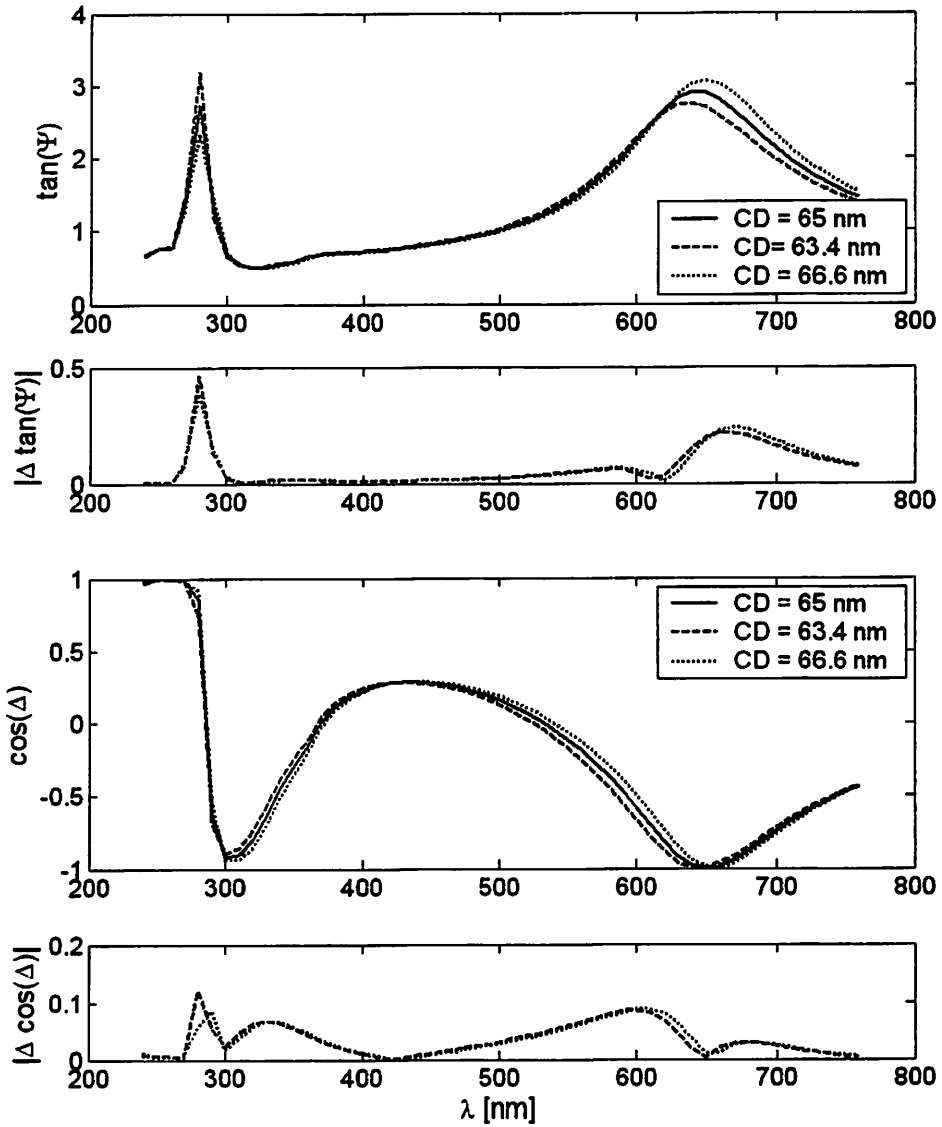 4
3
2
1
0
tan(Ψ)
CD = 65 nm
CD= 63.4 nm
CD = 66.6 nm
200 300 400 500 600 700 800
0.5
0
|Δ tan(Ψ)|
200 300 400 500 600 700 800
1
0.5
0
-0.5
-1
cos(Δ)
CD = 65 nm
CD = 63.4 nm
CD = 66.6 nm
200 300 400 500 600 700 800
0.2
0.1
0
|Δ cos(Δ)|
200 300 400 500 600 700 800
λ [nm]